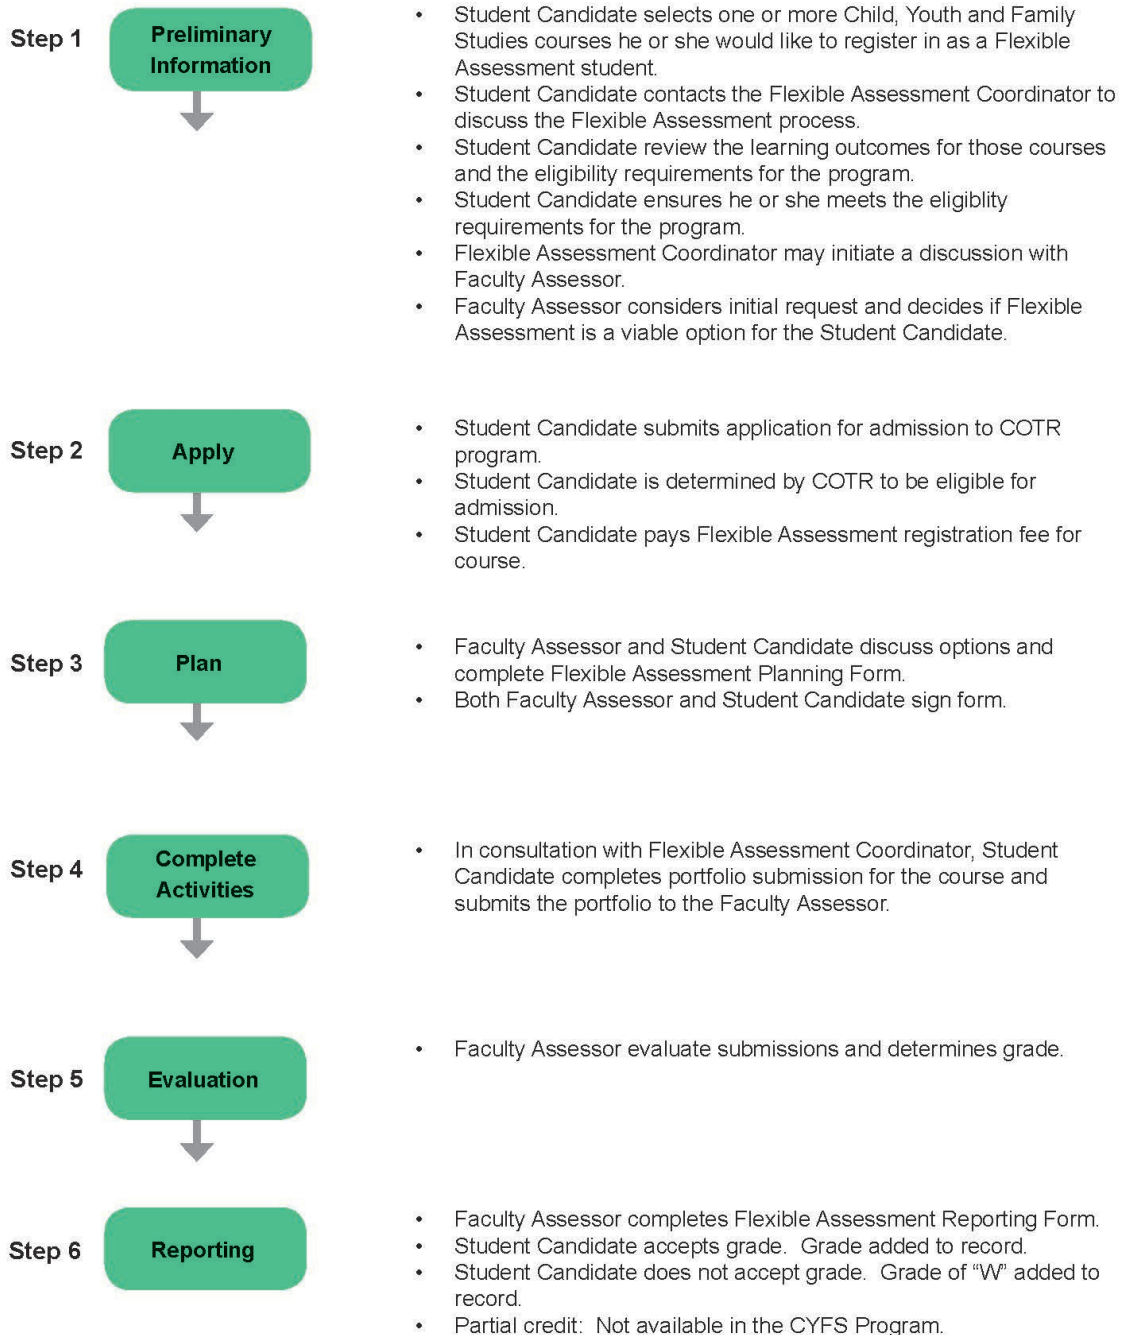 Step 1
Preliminary
Information
• Student Candidate selects one or more Child, Youth and Family
Studies courses he or she would like to register in as a Flexible
Assessment student.
• Student Candidate contacts the Flexible Assessment Coordinator to
discuss the Flexible Assessment process.
• Student Candidate review the learning outcomes for those courses
and the eligibility requirements for the program.
• Student Candidate ensures he or she meets the eligiblity
requirements for the program.
• Flexible Assessment Coordinator may initiate a discussion with
Faculty Assessor.
• Faculty Assessor considers initial request and decides if Flexible
Assessment is a viable option for the Student Candidate.
Step 2
Apply
• Student Candidate submits application for admission to COTR
program.
• Student Candidate is determined by COTR to be eligible for
admission.
• Student Candidate pays Flexible Assessment registration fee for
course.
Step 3
Plan
• Faculty Assessor and Student Candidate discuss options and
complete Flexible Assessment Planning Form.
• Both Faculty Assessor and Student Candidate sign form.
Step 4
Complete
Activities
• In consultation with Flexible Assessment Coordinator, Student
Candidate completes portfolio submission for the course and
submits the portfolio to the Faculty Assessor.
Step 5
Evaluation
• Faculty Assessor evaluate submissions and determines grade.
Step 6
Reporting
• Faculty Assessor completes Flexible Assessment Reporting Form.
• Student Candidate accepts grade.  Grade added to record.
• Student Candidate does not accept grade.  Grade of “W” added to
record.
• Partial credit:  Not available in the CYFS Program.